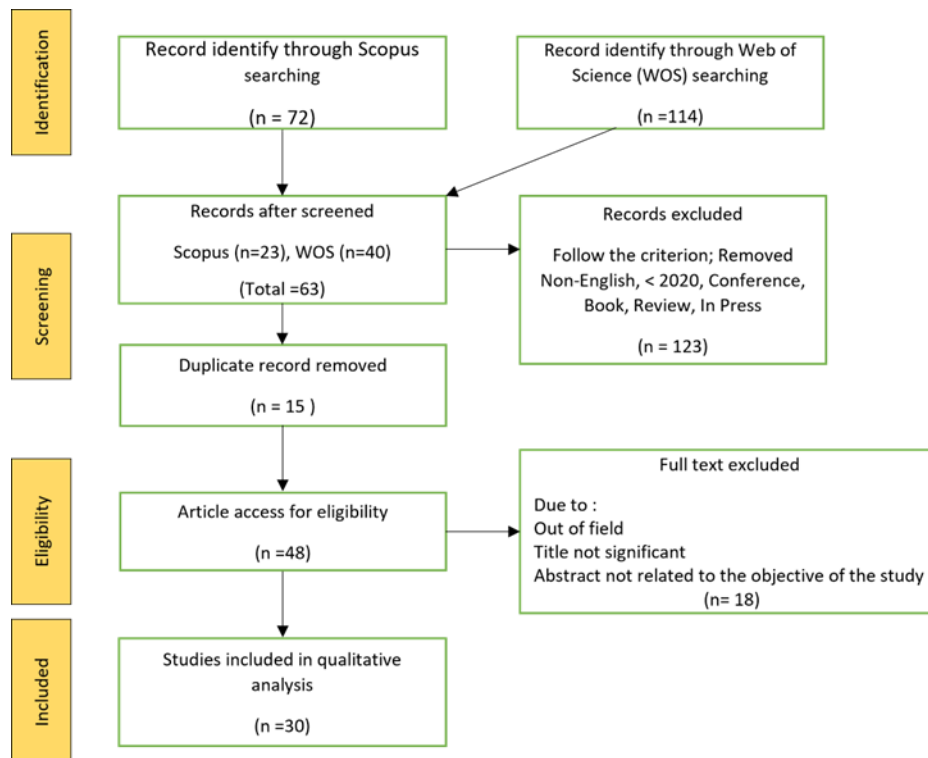 Identification
Record identify through Scopus
searching
(n = 72)
Record identify through Web of
Science (WOS) searching
(n =114)
Screening
Records after screened
Scopus (n=23), WOS (n=40)
(Total =63)
Records excluded
Follow the criterion; Removed
Non-English, < 2020, Conference,
Book, Review, In Press
(n = 123)
Duplicate record removed
(n = 15 )
Eligibility
Article access for eligibility
(n =48)
Full text excluded
Due to :
Out of field
Title not significant
Abstract not related to the objective of the study
(n= 18)
Included
Studies included in qualitative
analysis
(n =30)